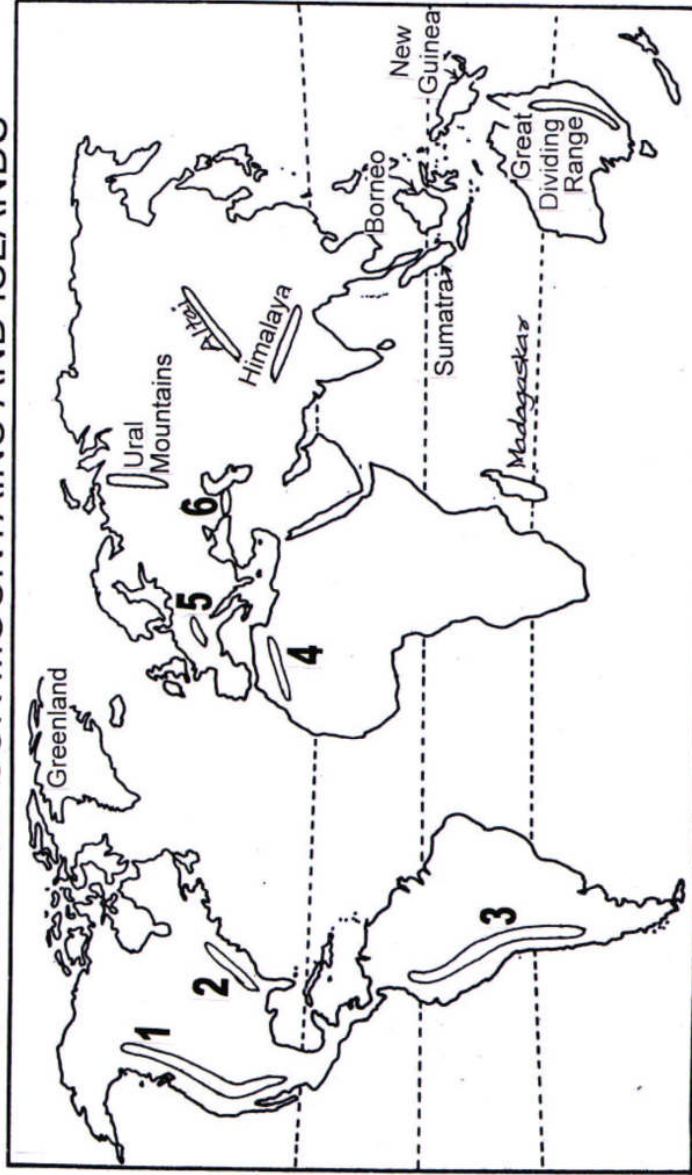 Greenland
Ural
Mountains
Altai
Himalaya
1
2
3
4
5
6
Borneo
New
Guinea
Sumatra
Madagaskar
Great
Dividing
Range